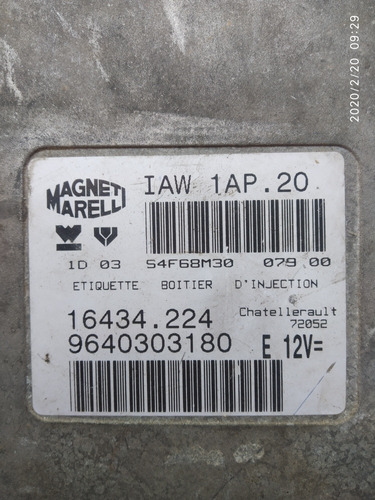 2020/2/20 09:29
MAGNETI
MARELLI
IAW 1AP.20
1D 03 54F68M30 079 00
ETIQUETTE BOITIER D'INJECTION
16434.224 Chatellerault
72052
9640303180 E 12V=